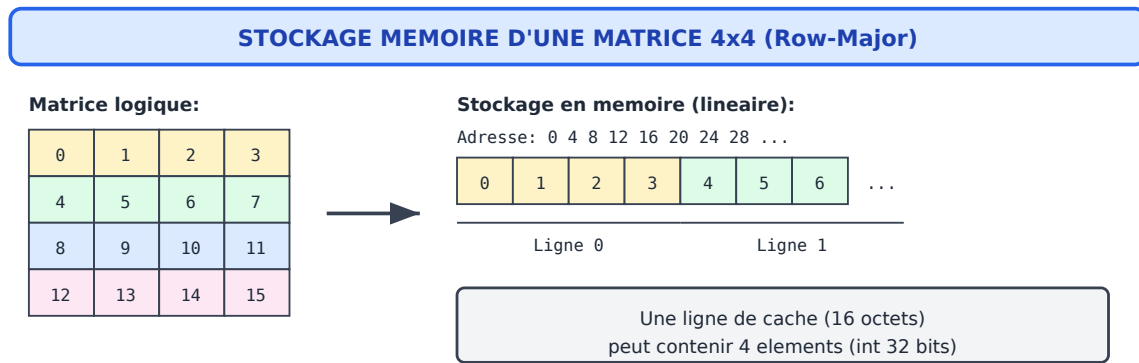 STOCKAGE MEMOIRE D'UNE MATRICE 4x4 (Row-Major)
Matrice logique:
0 1 2 3
4 5 6 7
8 9 10 11
12 13 14 15
Stockage en memoire (lineaire):
Adresse: 0 4 8 12 16 20 24 28 ...
0 1 2 3 4 5 6 ...
Ligne 0 Ligne 1
Une ligne de cache (16 octets)
peut contenir 4 elements (int 32 bits)